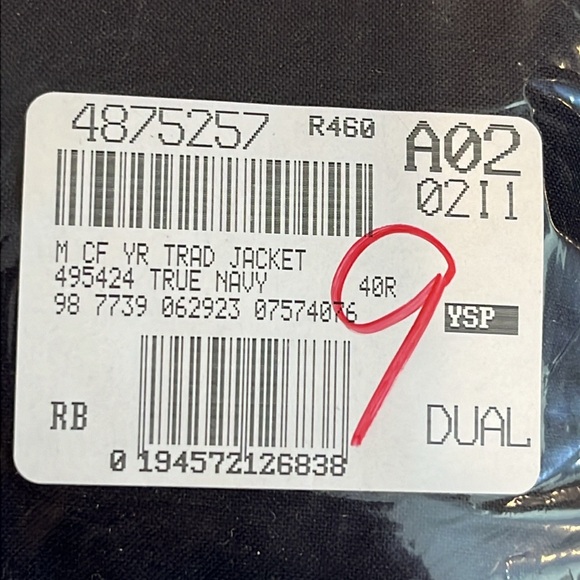 4875257 R460 A02
02I1
M CF YR TRAD JACKET
495424 TRUE NAVY 40R
98 7739 062923 07574076
YSP
9
RB
DUAL
0 194572126838